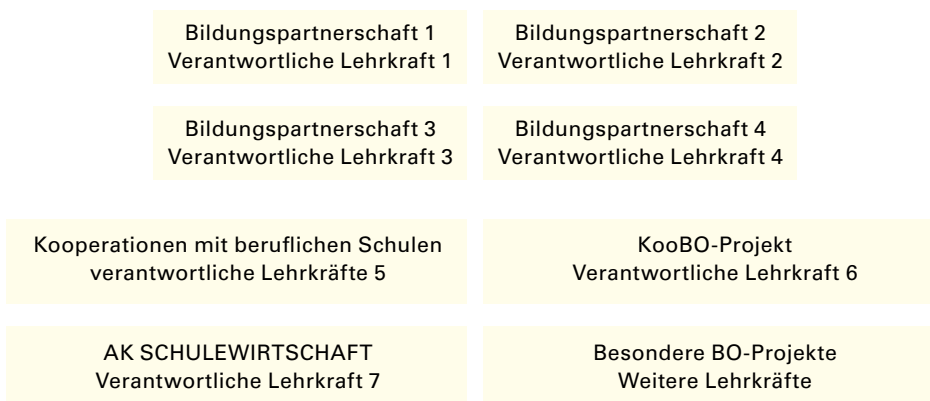 Bildungspartnerschaft 1
Verantwortliche Lehrkraft 1
Bildungspartnerschaft 2
Verantwortliche Lehrkraft 2
Bildungspartnerschaft 3
Verantwortliche Lehrkraft 3
Bildungspartnerschaft 4
Verantwortliche Lehrkraft 4
Kooperationen mit beruflichen Schulen
verantwortliche Lehrkräfte 5
KooBO-Projekt
Verantwortliche Lehrkraft 6
AK SCHULEWIRTSCHAFT
Verantwortliche Lehrkraft 7
Besondere BO-Projekte
Weitere Lehrkräfte